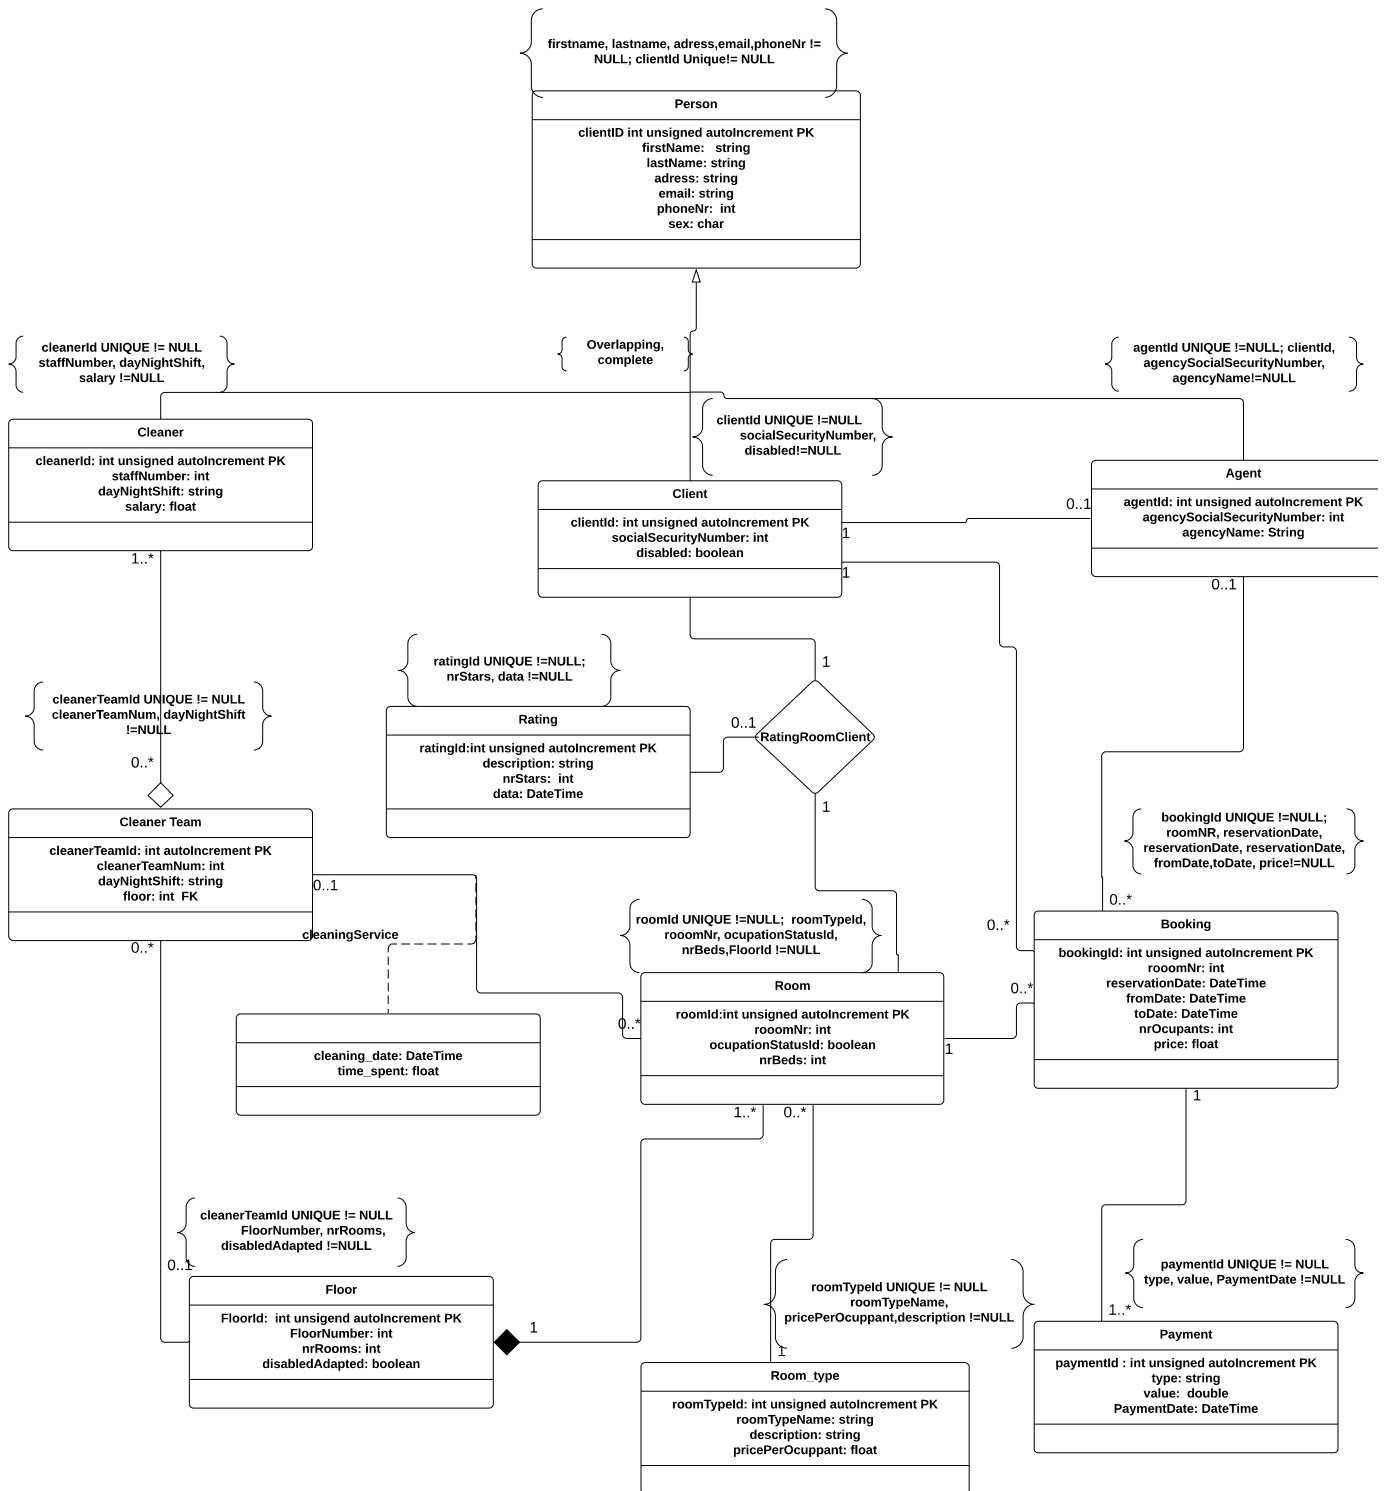 firstname, lastname, adress,email,phoneNr !=
NULL; clientId Unique!= NULL
Person
clientID int unsigned autoIncrement PK
firstName: string
lastName: string
adress: string
email: string
phoneNr: int
sex: char
cleanerId UNIQUE != NULL
staffNumber, dayNightShift,
salary !=NULL
Overlapping,
complete
agentId UNIQUE !=NULL; clientId,
agencySocialSecurityNumber,
agencyName!=NULL
clientId UNIQUE !=NULL
socialSecurityNumber,
disabled!=NULL
Cleaner
cleanerId: int unsigned autoIncrement PK
staffNumber: int
dayNightShift: string
salary: float
1..*
Client
clientId: int unsigned autoIncrement PK
socialSecurityNumber: int
disabled: boolean
1
1
0..1
Agent
agentId: int unsigned autoIncrement PK
agencySocialSecurityNumber: int
agencyName: String
0..1
ratingId UNIQUE !=NULL;
nrStars, data !=NULL
1
cleanerTeamId UNIQUE != NULL
cleanerTeamNum, dayNightShift
!=NULL
0..*
Rating
ratingId:int unsigned autoIncrement PK
description: string
nrStars: int
data: DateTime
0..1
RatingRoomClient
1
Cleaner Team
cleanerTeamId: int autoIncrement PK
cleanerTeamNum: int
dayNightShift: string
floor: int FK
0..1
0..*
cleaningService
bookingId UNIQUE !=NULL;
roomNR, reservationDate,
reservationDate, reservationDate,
fromDate,toDate, price!=NULL
0..*
roomId UNIQUE !=NULL; roomTypeId,
rooomNr, ocupationStatusId,
nrBeds,FloorId !=NULL
0..*
Booking
bookingId: int unsigned autoIncrement PK
rooomNr: int
reservationDate: DateTime
fromDate: DateTime
toDate: DateTime
nrOcupants: int
price: float
0..*
1
Room
roomId:int unsigned autoIncrement PK
rooomNr: int
ocupationStatusId: boolean
nrBeds: int
0..*
1
1..*
0..*
cleaning_date: DateTime
time_spent: float
cleanerTeamId UNIQUE != NULL
FloorNumber, nrRooms,
disabledAdapted !=NULL
0..1
Floor
FloorId: int unsigend autoIncrement PK
FloorNumber: int
nrRooms: int
disabledAdapted: boolean
1
roomTypeId UNIQUE != NULL
roomTypeName,
pricePerOcuppant,description !=NULL
1
paymentId UNIQUE != NULL
type, value, PaymentDate !=NULL
1..*
Room_type
roomTypeId: int unsigned autoIncrement PK
roomTypeName: string
description: string
pricePerOcuppant: float
Payment
paymentId : int unsigned autoIncrement PK
type: string
value: double
PaymentDate: DateTime